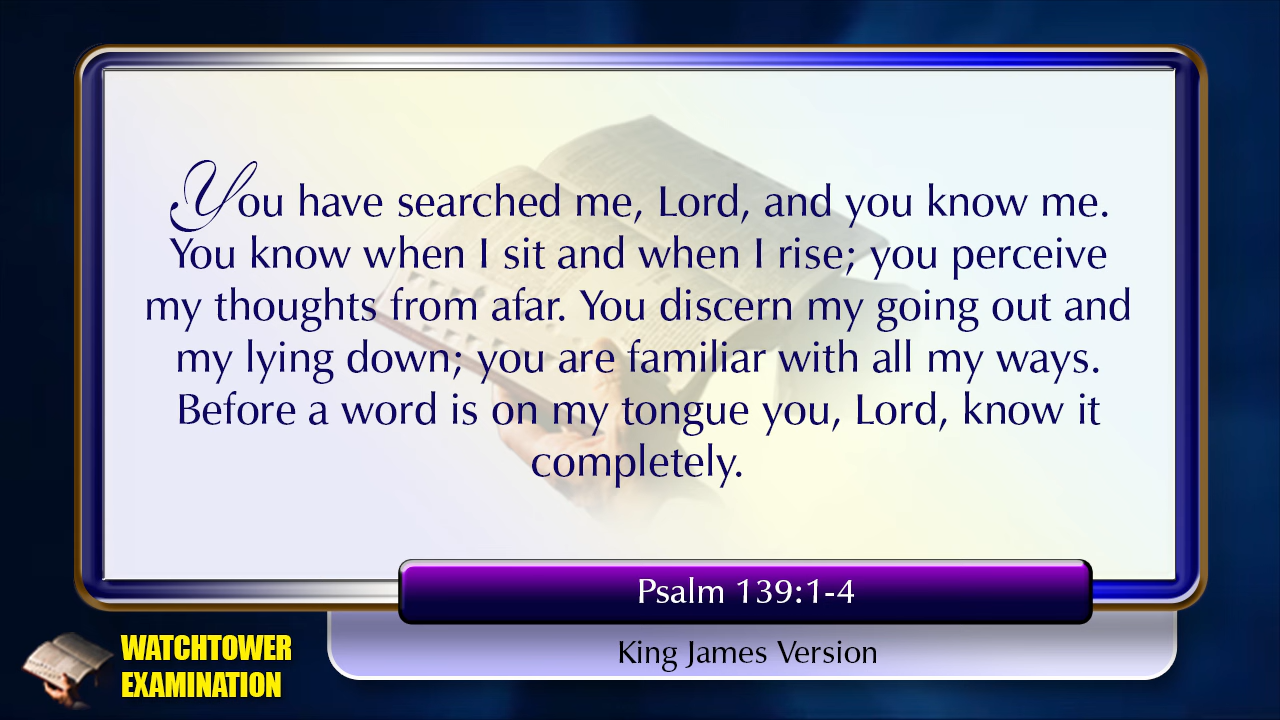 You have searched me, Lord, and you know me.
You know when I sit and when I rise; you perceive
my thoughts from afar. You discern my going out and
my lying down; you are familiar with all my ways.
Before a word is on my tongue you, Lord, know it
completely.
Psalm 139:1-4
King James Version
WATCHTOWER
EXAMINATION